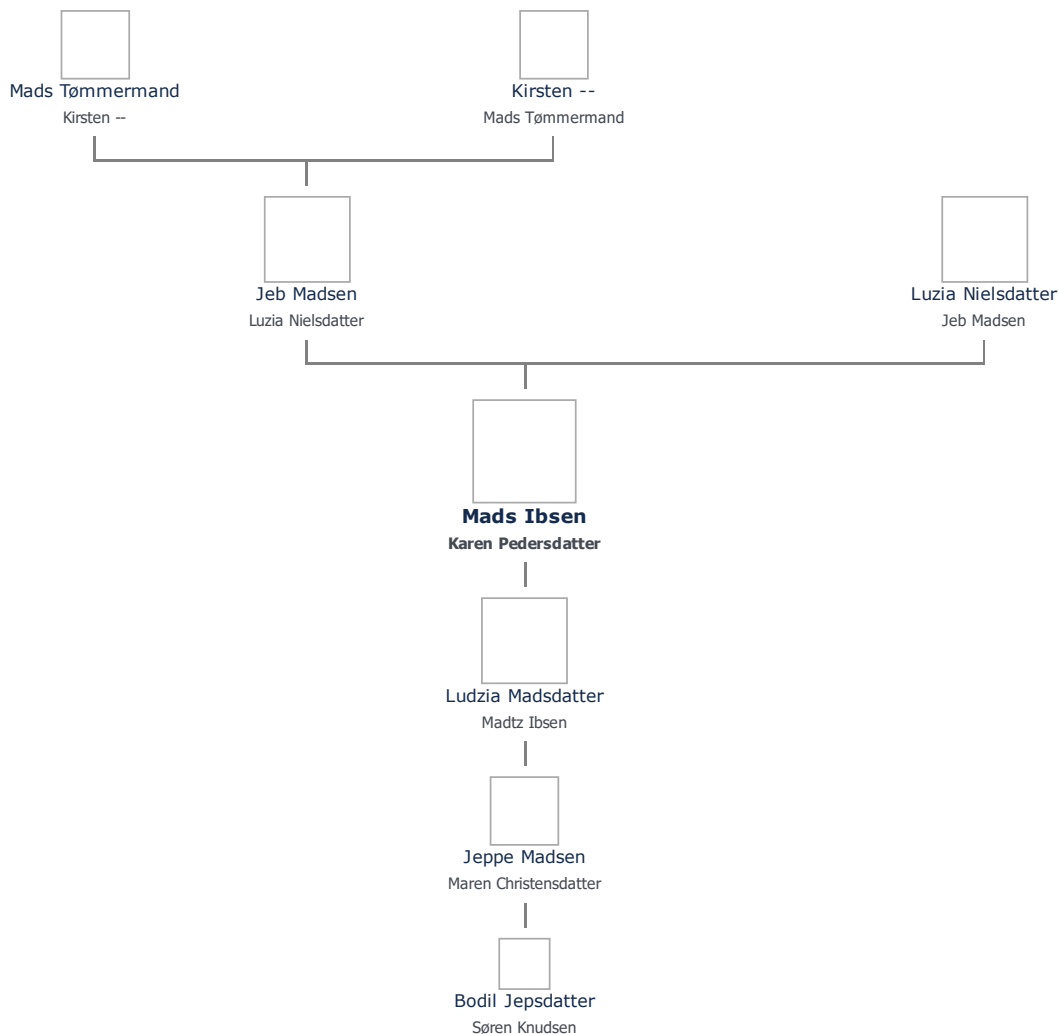 Mads Tømmermand
Kirsten --
Kirsten --
Mads Tømmermand
Jeb Madsen
Luzia Nielsdatter
Luzia Nielsdatter
Jeb Madsen
Mads Ibsen
Karen Pedersdatter
Ludzia Madsdatter
Madtz Ibsen
Jeppe Madsen
Maren Christensdatter
Bodil Jepsdatter
Søren Knudsen